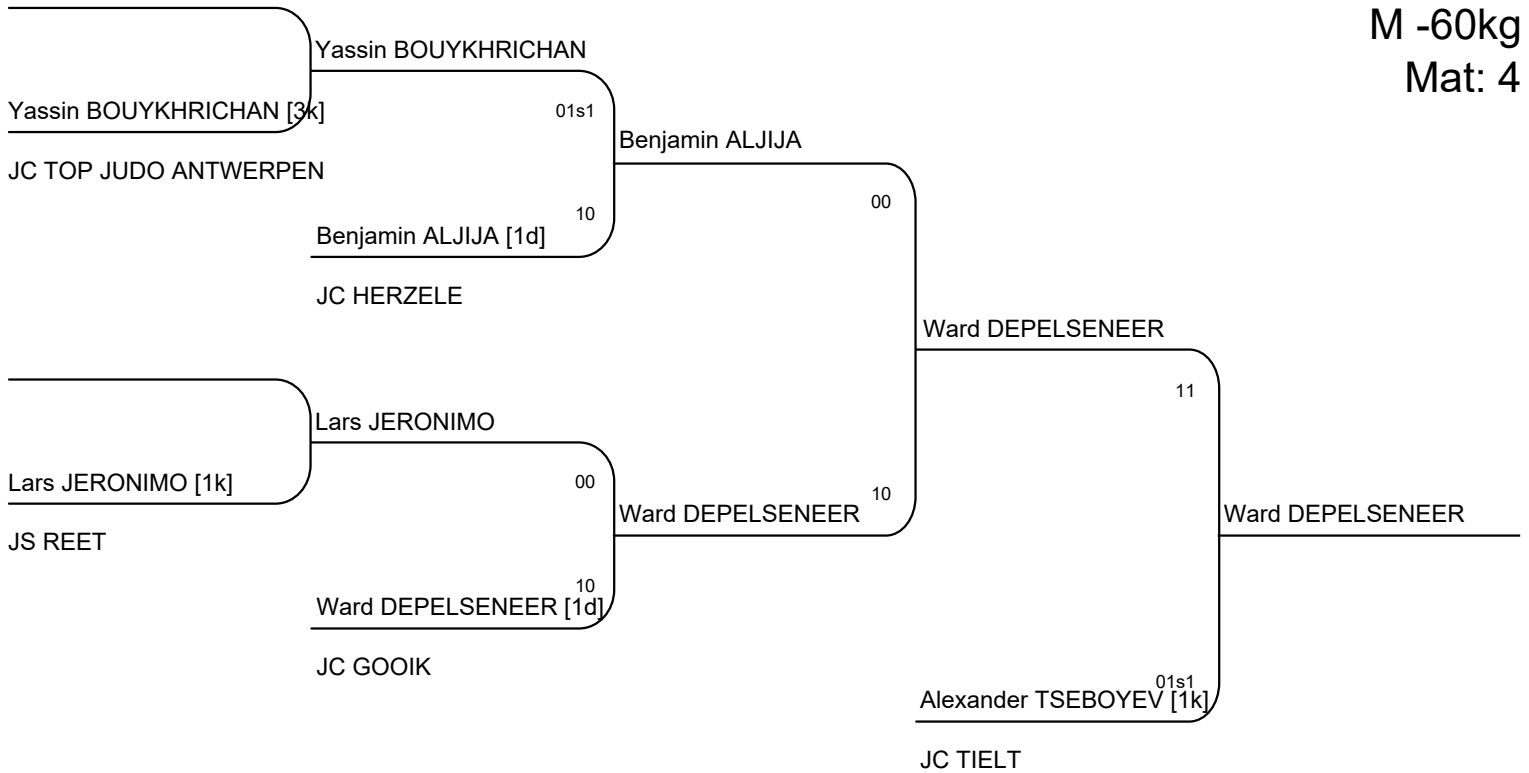 M -60kg
Mat: 4
Yassin BOUYKHRICHAN
Yassin BOUYKHRICHAN [3k]
01s1
Benjamin ALJIJA
JC TOP JUDO ANTWERPEN
00
10
Benjamin ALJIJA [1d]
JC HERZELE
Ward DEPELSENEER
11
Lars JERONIMO
Lars JERONIMO [1k]
00
10
Ward DEPELSENEER
Ward DEPELSENEER
JS REET
10
Ward DEPELSENEER [1d]
JC GOOIK
01s1
Alexander TSEBOYEV [1k]
JC TIELT